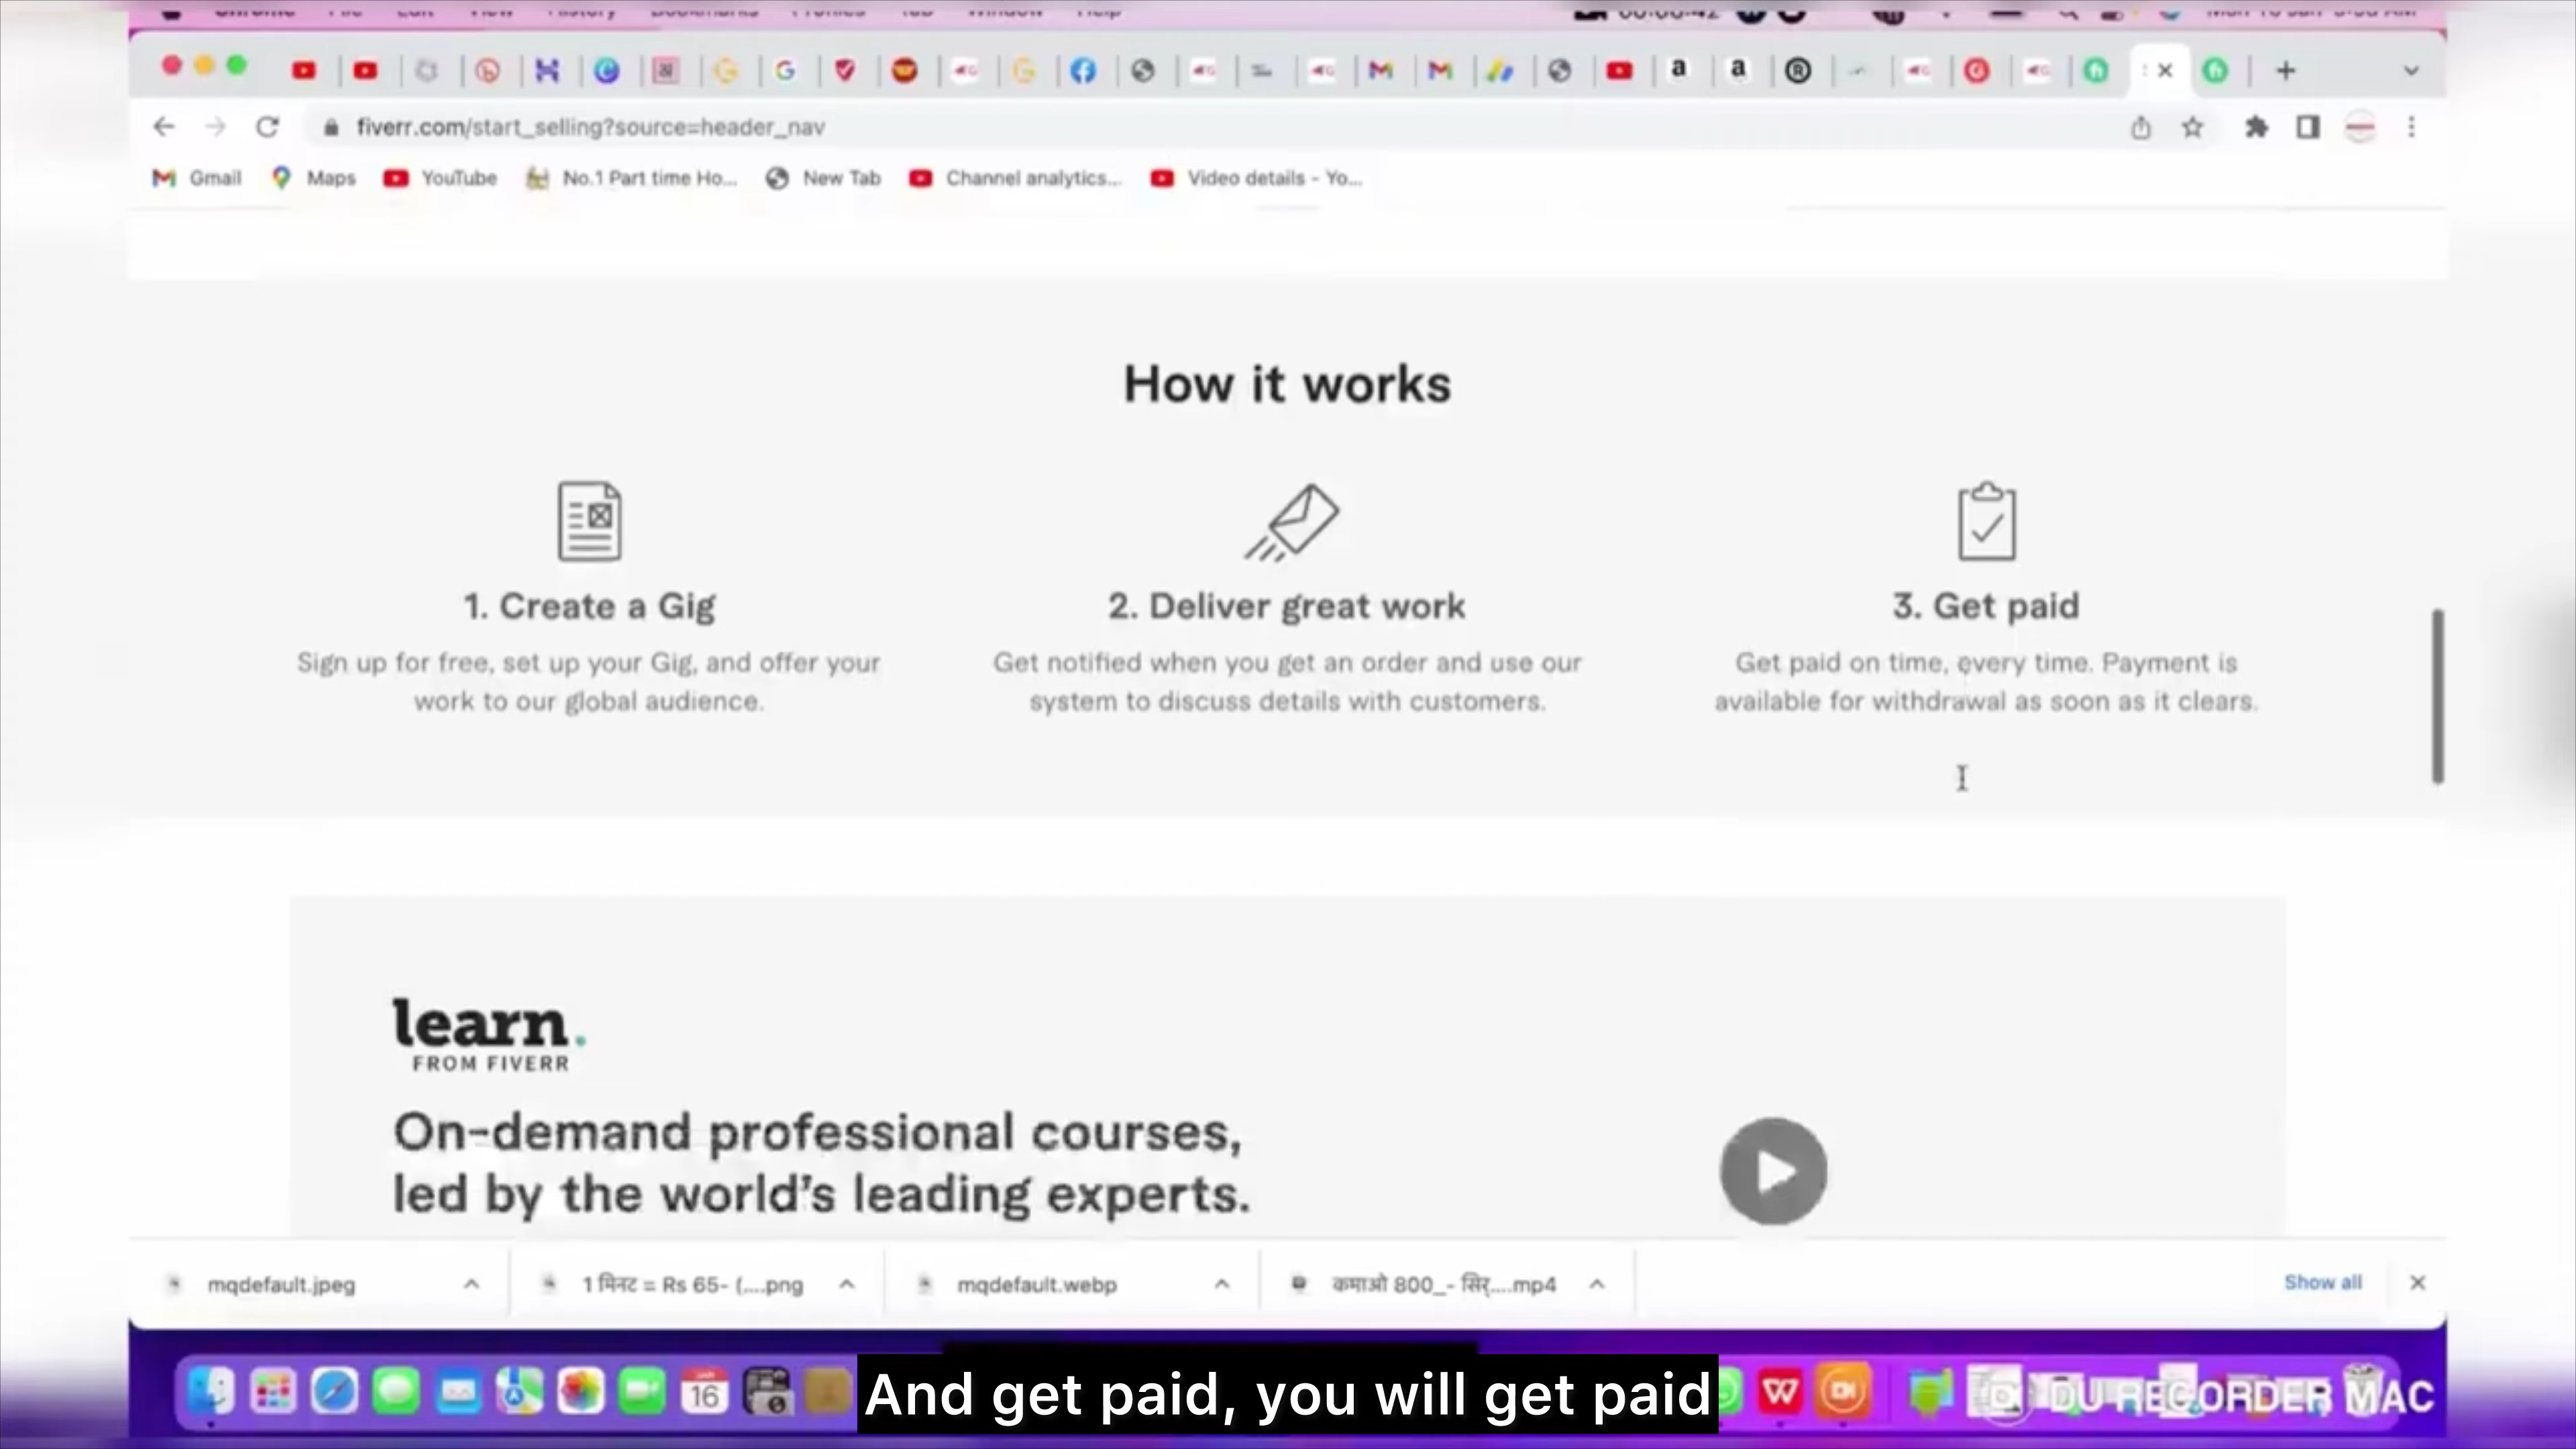 fiverr.com/start_selling?source=header_nav
Gmail Maps YouTube No.1 Part time Ho... New Tab Channel analytics... Video details - Yo...
How it works
1. Create a Gig
Sign up for free, set up your Gig, and offer your
work to our global audience.
2. Deliver great work
Get notified when you get an order and use our
system to discuss details with customers.
3. Get paid
Get paid on time, every time. Payment is
available for withdrawal as soon as it clears.
learn.
FROM FIVERR
On-demand professional courses,
led by the world's leading experts.
mqdefault.jpeg 1 मिनट = Rs 65- (....png mqdefault.webp कमाओ 800_- सिर्....mp4 Show all
16
And get paid, you will get paid
DU RECORDER MAC